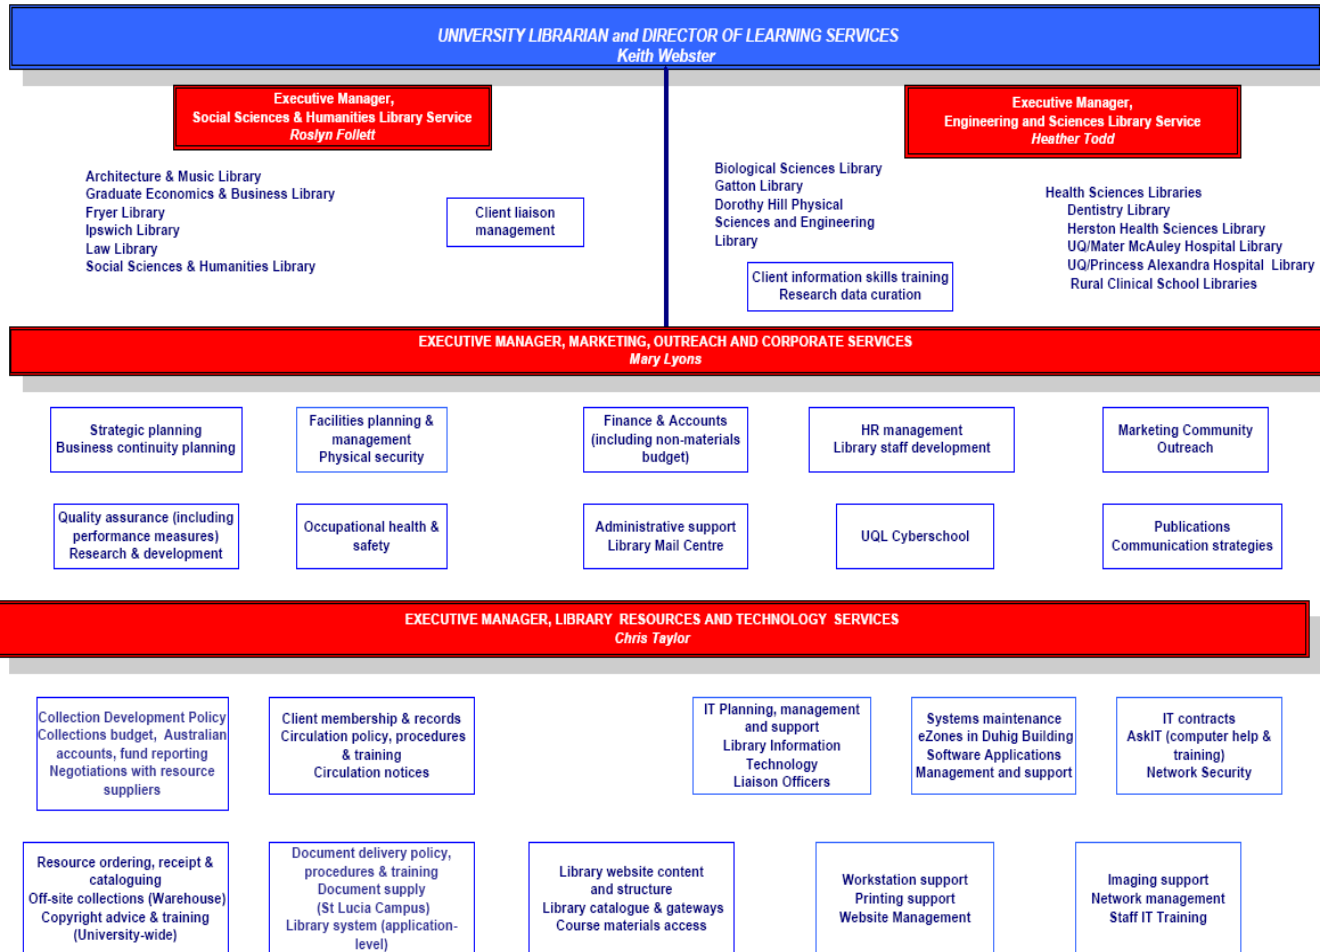 UNIVERSITY LIBRARIAN and DIRECTOR OF LEARNING SERVICES
Keith Webster
Executive Manager,
Social Sciences & Humanities Library Service
Roslyn Follett
Executive Manager,
Engineering and Sciences Library Service
Heather Todd
Architecture & Music Library
Graduate Economics & Business Library
Fryer Library
Ipswich Library
Law Library
Social Sciences & Humanities Library
Client liaison
management
Biological Sciences Library
Gatton Library
Dorothy Hill Physical
Sciences and Engineering
Library
Client information skills training
Research data curation
Health Sciences Libraries
Dentistry Library
Herston Health Sciences Library
UQ/Mater McAuley Hospital Library
UQ/Princess Alexandra Hospital Library
Rural Clinical School Libraries
EXECUTIVE MANAGER, MARKETING, OUTREACH AND CORPORATE SERVICES
Mary Lyons
Strategic planning
Business continuity planning
Facilities planning &
management
Physical security
Finance & Accounts
(including non-materials
budget)
HR management
Library staff development
Marketing Community
Outreach
Quality assurance (including
performance measures)
Research & development
Occupational health &
safety
Administrative support
Library Mail Centre
UQL Cyberschool
Publications
Communication strategies
EXECUTIVE MANAGER, LIBRARY RESOURCES AND TECHNOLOGY SERVICES
Chris Taylor
Collection Development Policy
Collections budget, Australian
accounts, fund reporting
Negotiations with resource
suppliers
Client membership & records
Circulation policy, procedures
& training
Circulation notices
IT Planning, management
and support
Library Information
Technology
Liaison Officers
Systems maintenance
eZones in Duhig Building
Software Applications
Management and support
IT contracts
AskIT (computer help &
training)
Network Security
Resource ordering, receipt &
cataloguing
Off-site collections (Warehouse)
Copyright advice & training
(University-wide)
Document delivery policy,
procedures & training
Document supply
(St Lucia Campus)
Library system (application-
level)
Library website content
and structure
Library catalogue & gateways
Course materials access
Workstation support
Printing support
Website Management
Imaging support
Network management
Staff IT Training